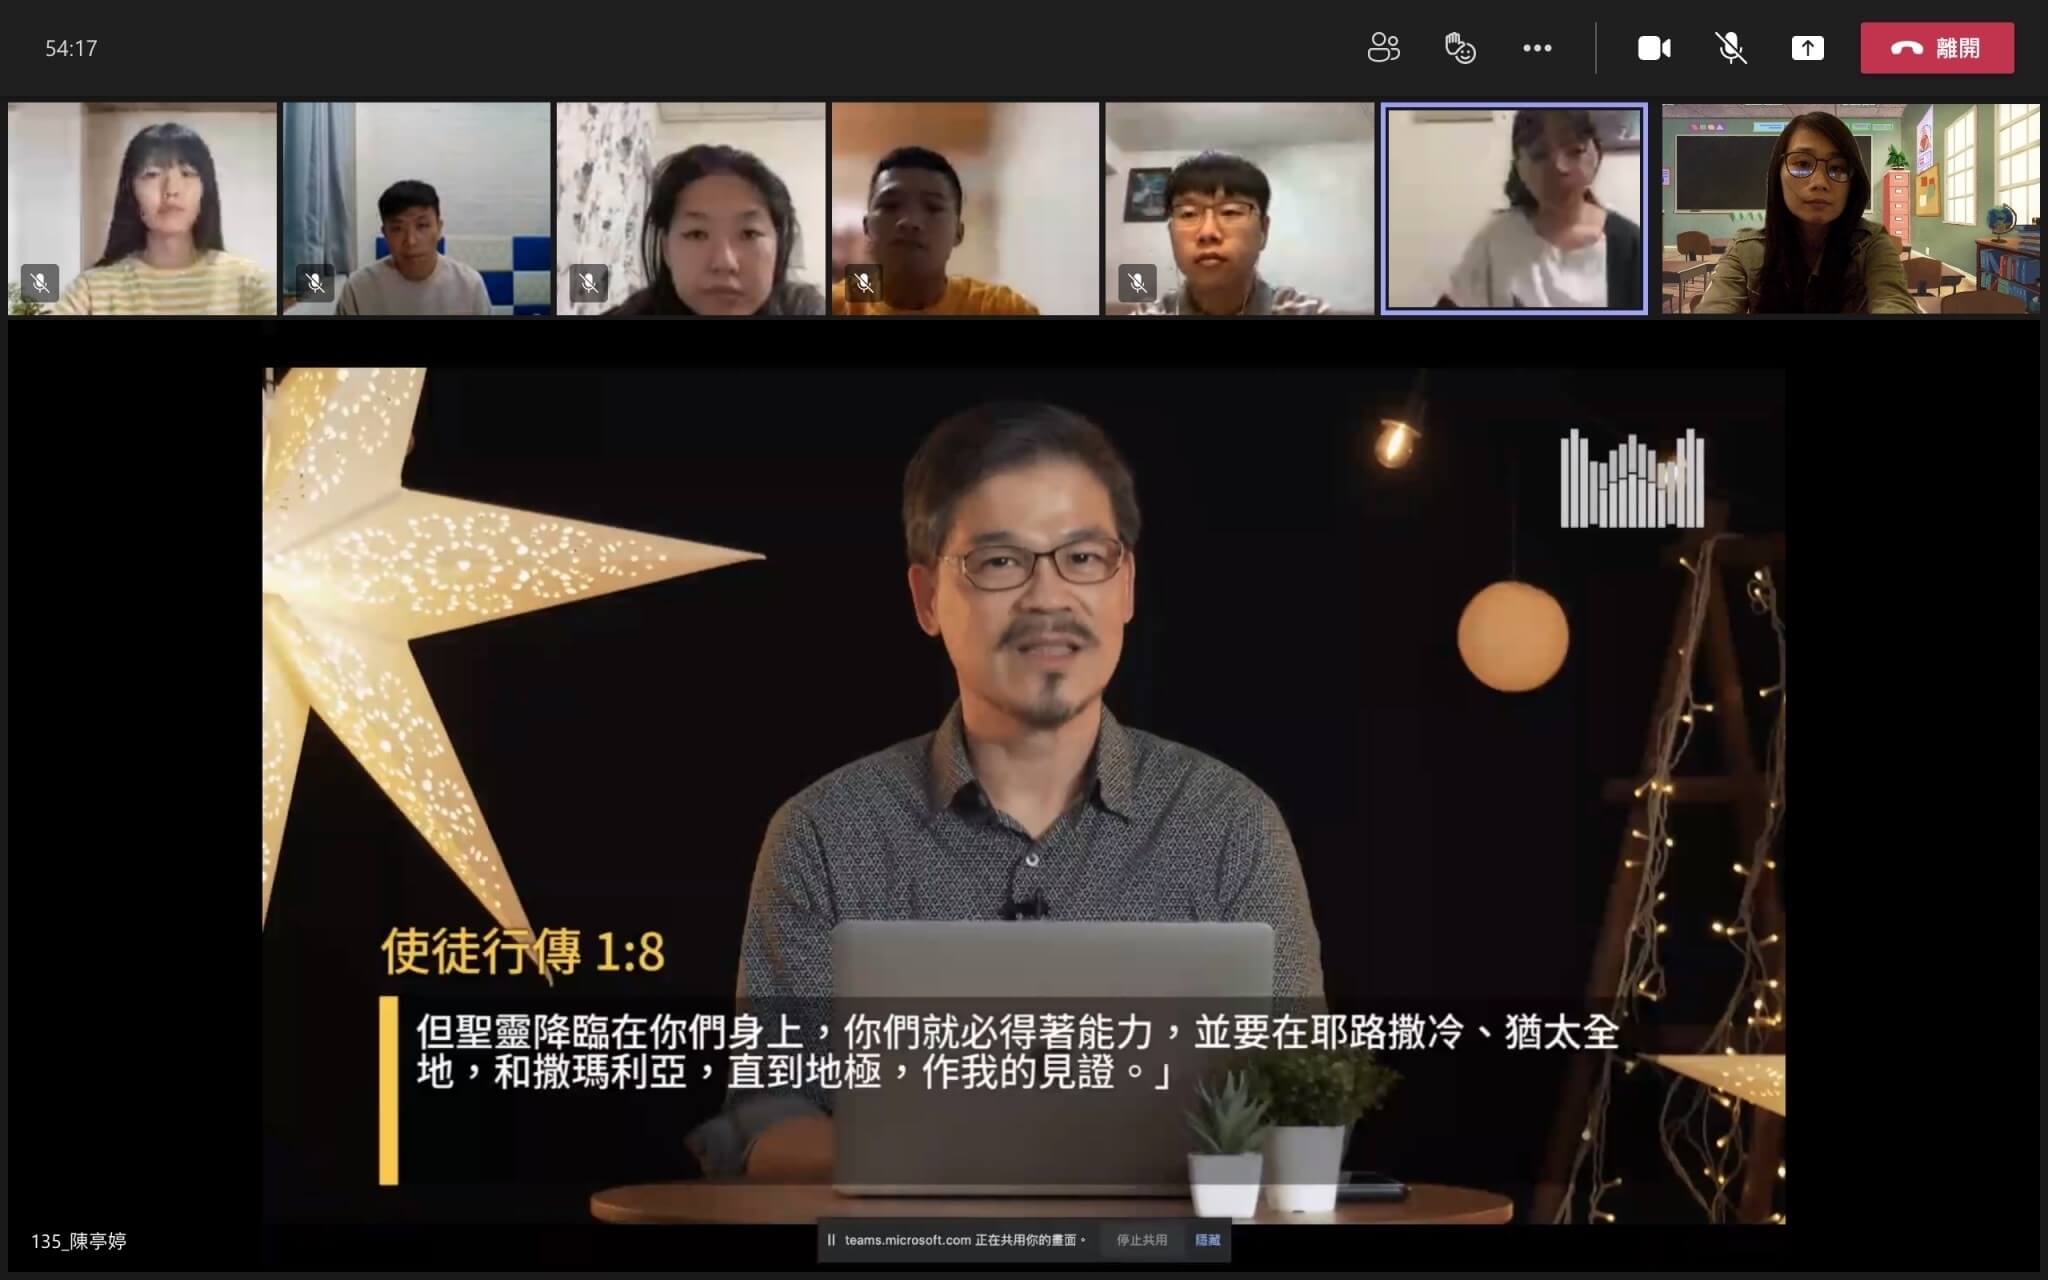 54:17
離開
使徒行傳 1:8
但聖靈降臨在你們身上，你們就必得著能力，並要在耶路撒冷、猶太全
地，和撒瑪利亞，直到地極，作我的見證。」
135_陳亭婷
teams.microsoft.com 正在共用你的畫面。 停止共用 隱藏